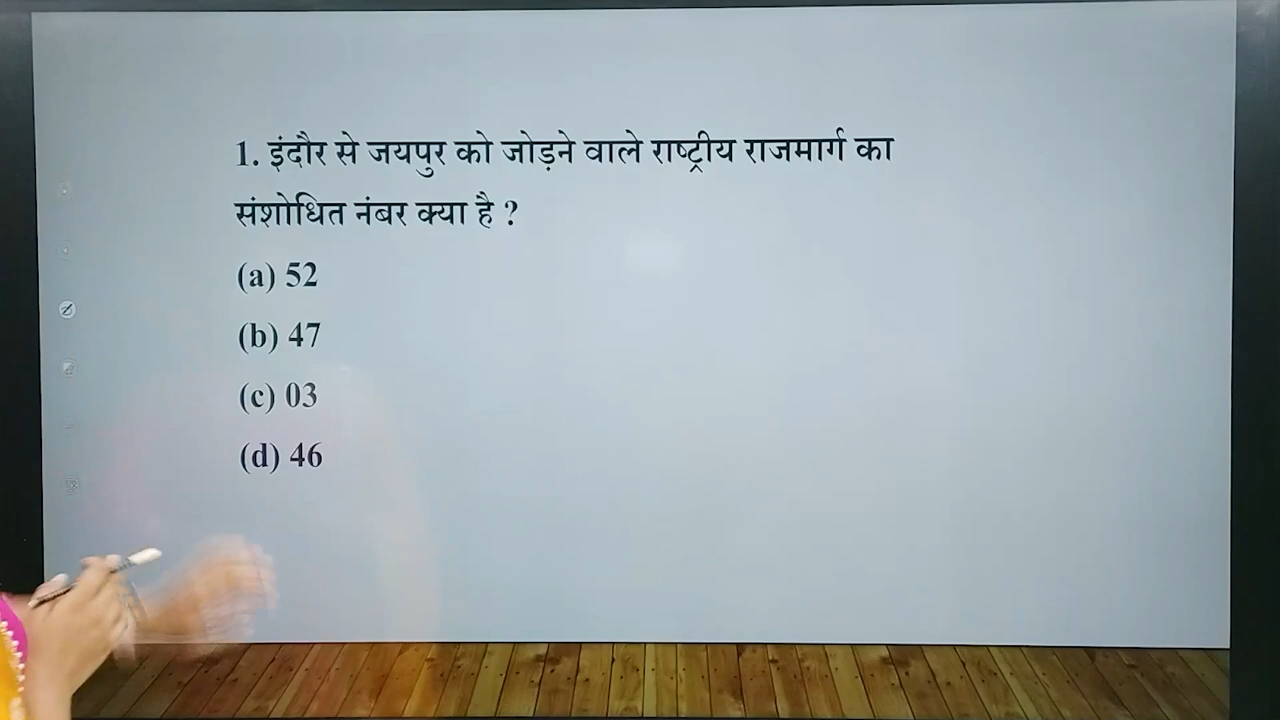 1. इंदौर से जयपुर को जोड़ने वाले राष्ट्रीय राजमार्ग का
संशोधित नंबर क्या है ?
(a) 52
(b) 47
(c) 03
(d) 46